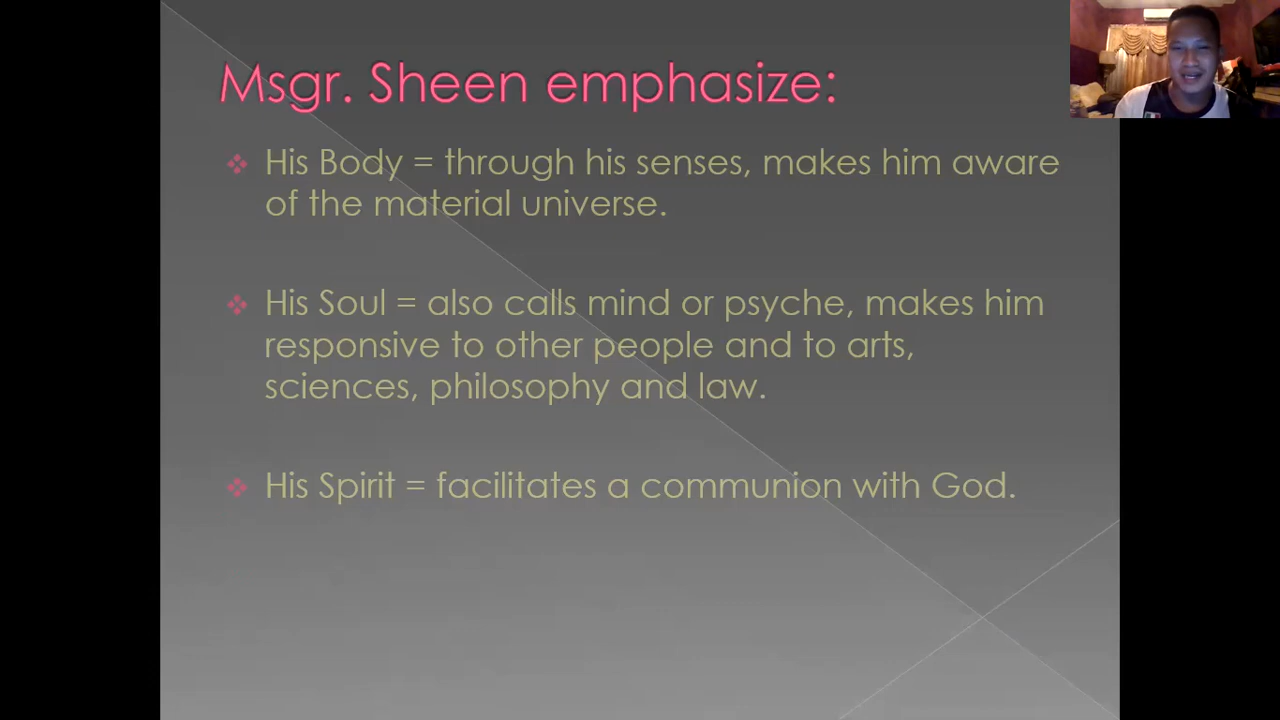 Msgr. Sheen emphasize:
His Body = through his senses, makes him aware
of the material universe.
His Soul = also calls mind or psyche, makes him
responsive to other people and to arts,
sciences, philosophy and law.
His Spirit = facilitates a communion with God.